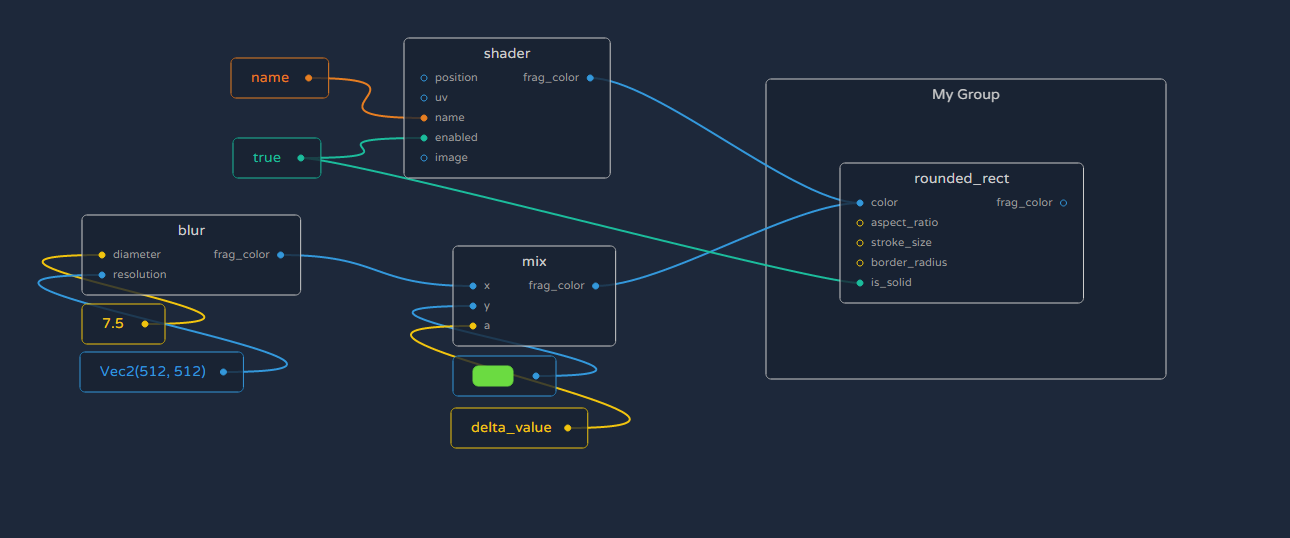 shader
name
position frag_color
uv
name
true
enabled
image
My Group
rounded_rect
color frag_color
aspect_ratio
stroke_size
border_radius
is_solid
blur
diameter frag_color
resolution
7.5
Vec2(512, 512)
mix
x frag_color
y
a
delta_value